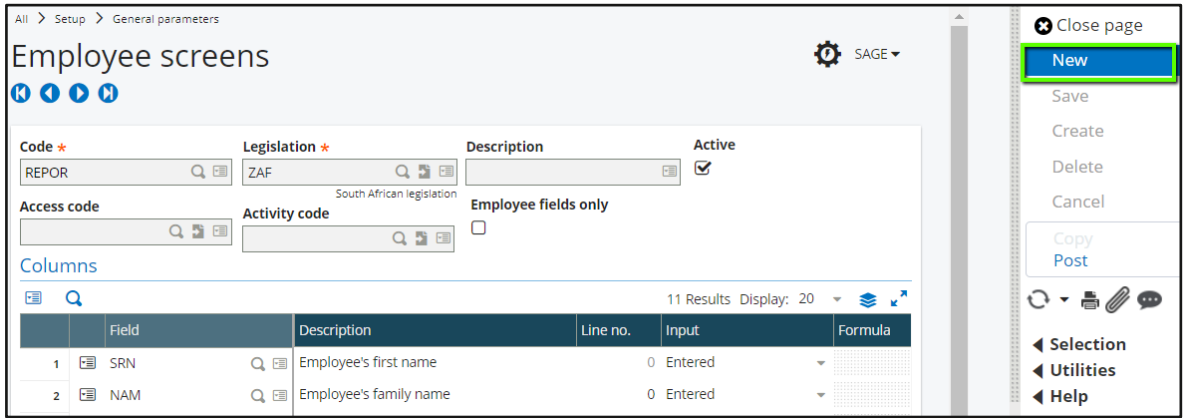 All > Setup > General parameters
Employee screens
SAGE
Code * Legislation * Description Active
REPOR ZAF
South African legislation
Access code Activity code Employee fields only
Columns
11 Results Display: 20
Field Description Line no. Input Formula
1 SRN Employee's first name 0 Entered
2 NAM Employee's family name 0 Entered
Close page
New
Save
Create
Delete
Cancel
Copy
Post
Selection
Utilities
Help